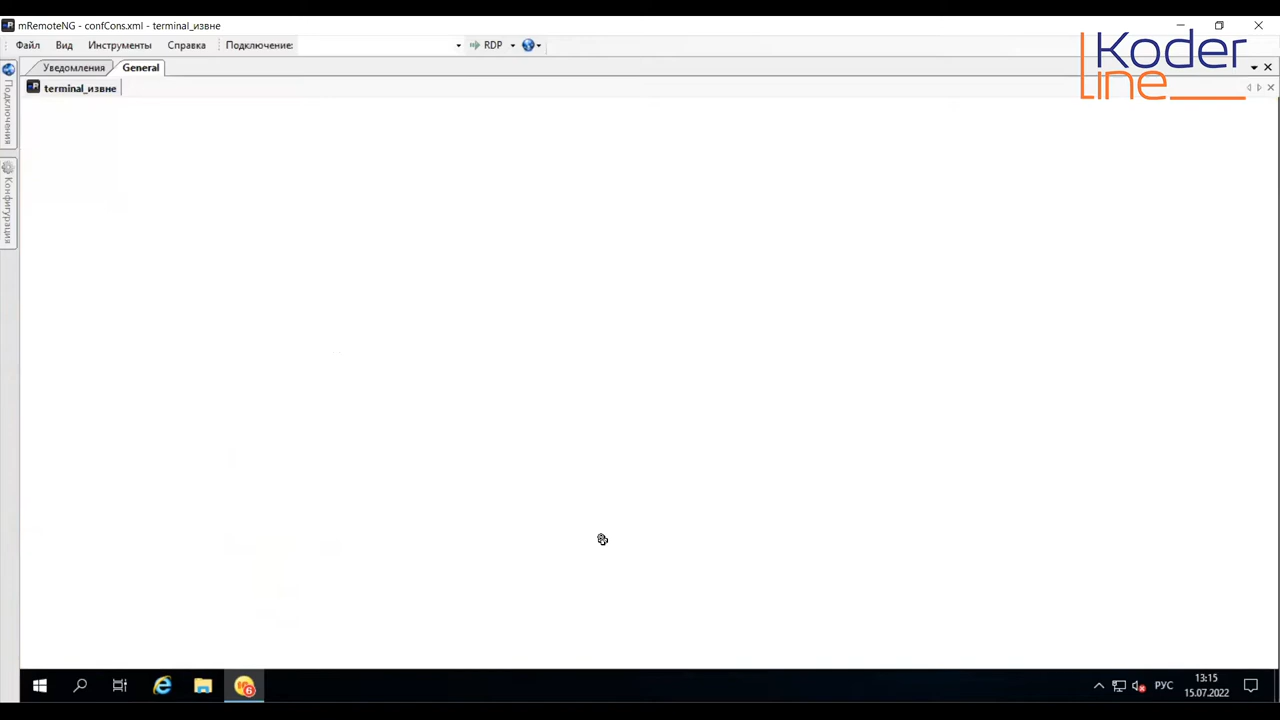 mRemoteNG - confCons.xml - terminal_извне
Файл Вид Инструменты Справка Подключение: RDP
Koder
line
Уведомления General
terminal_извне
Подключения
Конфигурация
6
РУС
13:15
15.07.2022